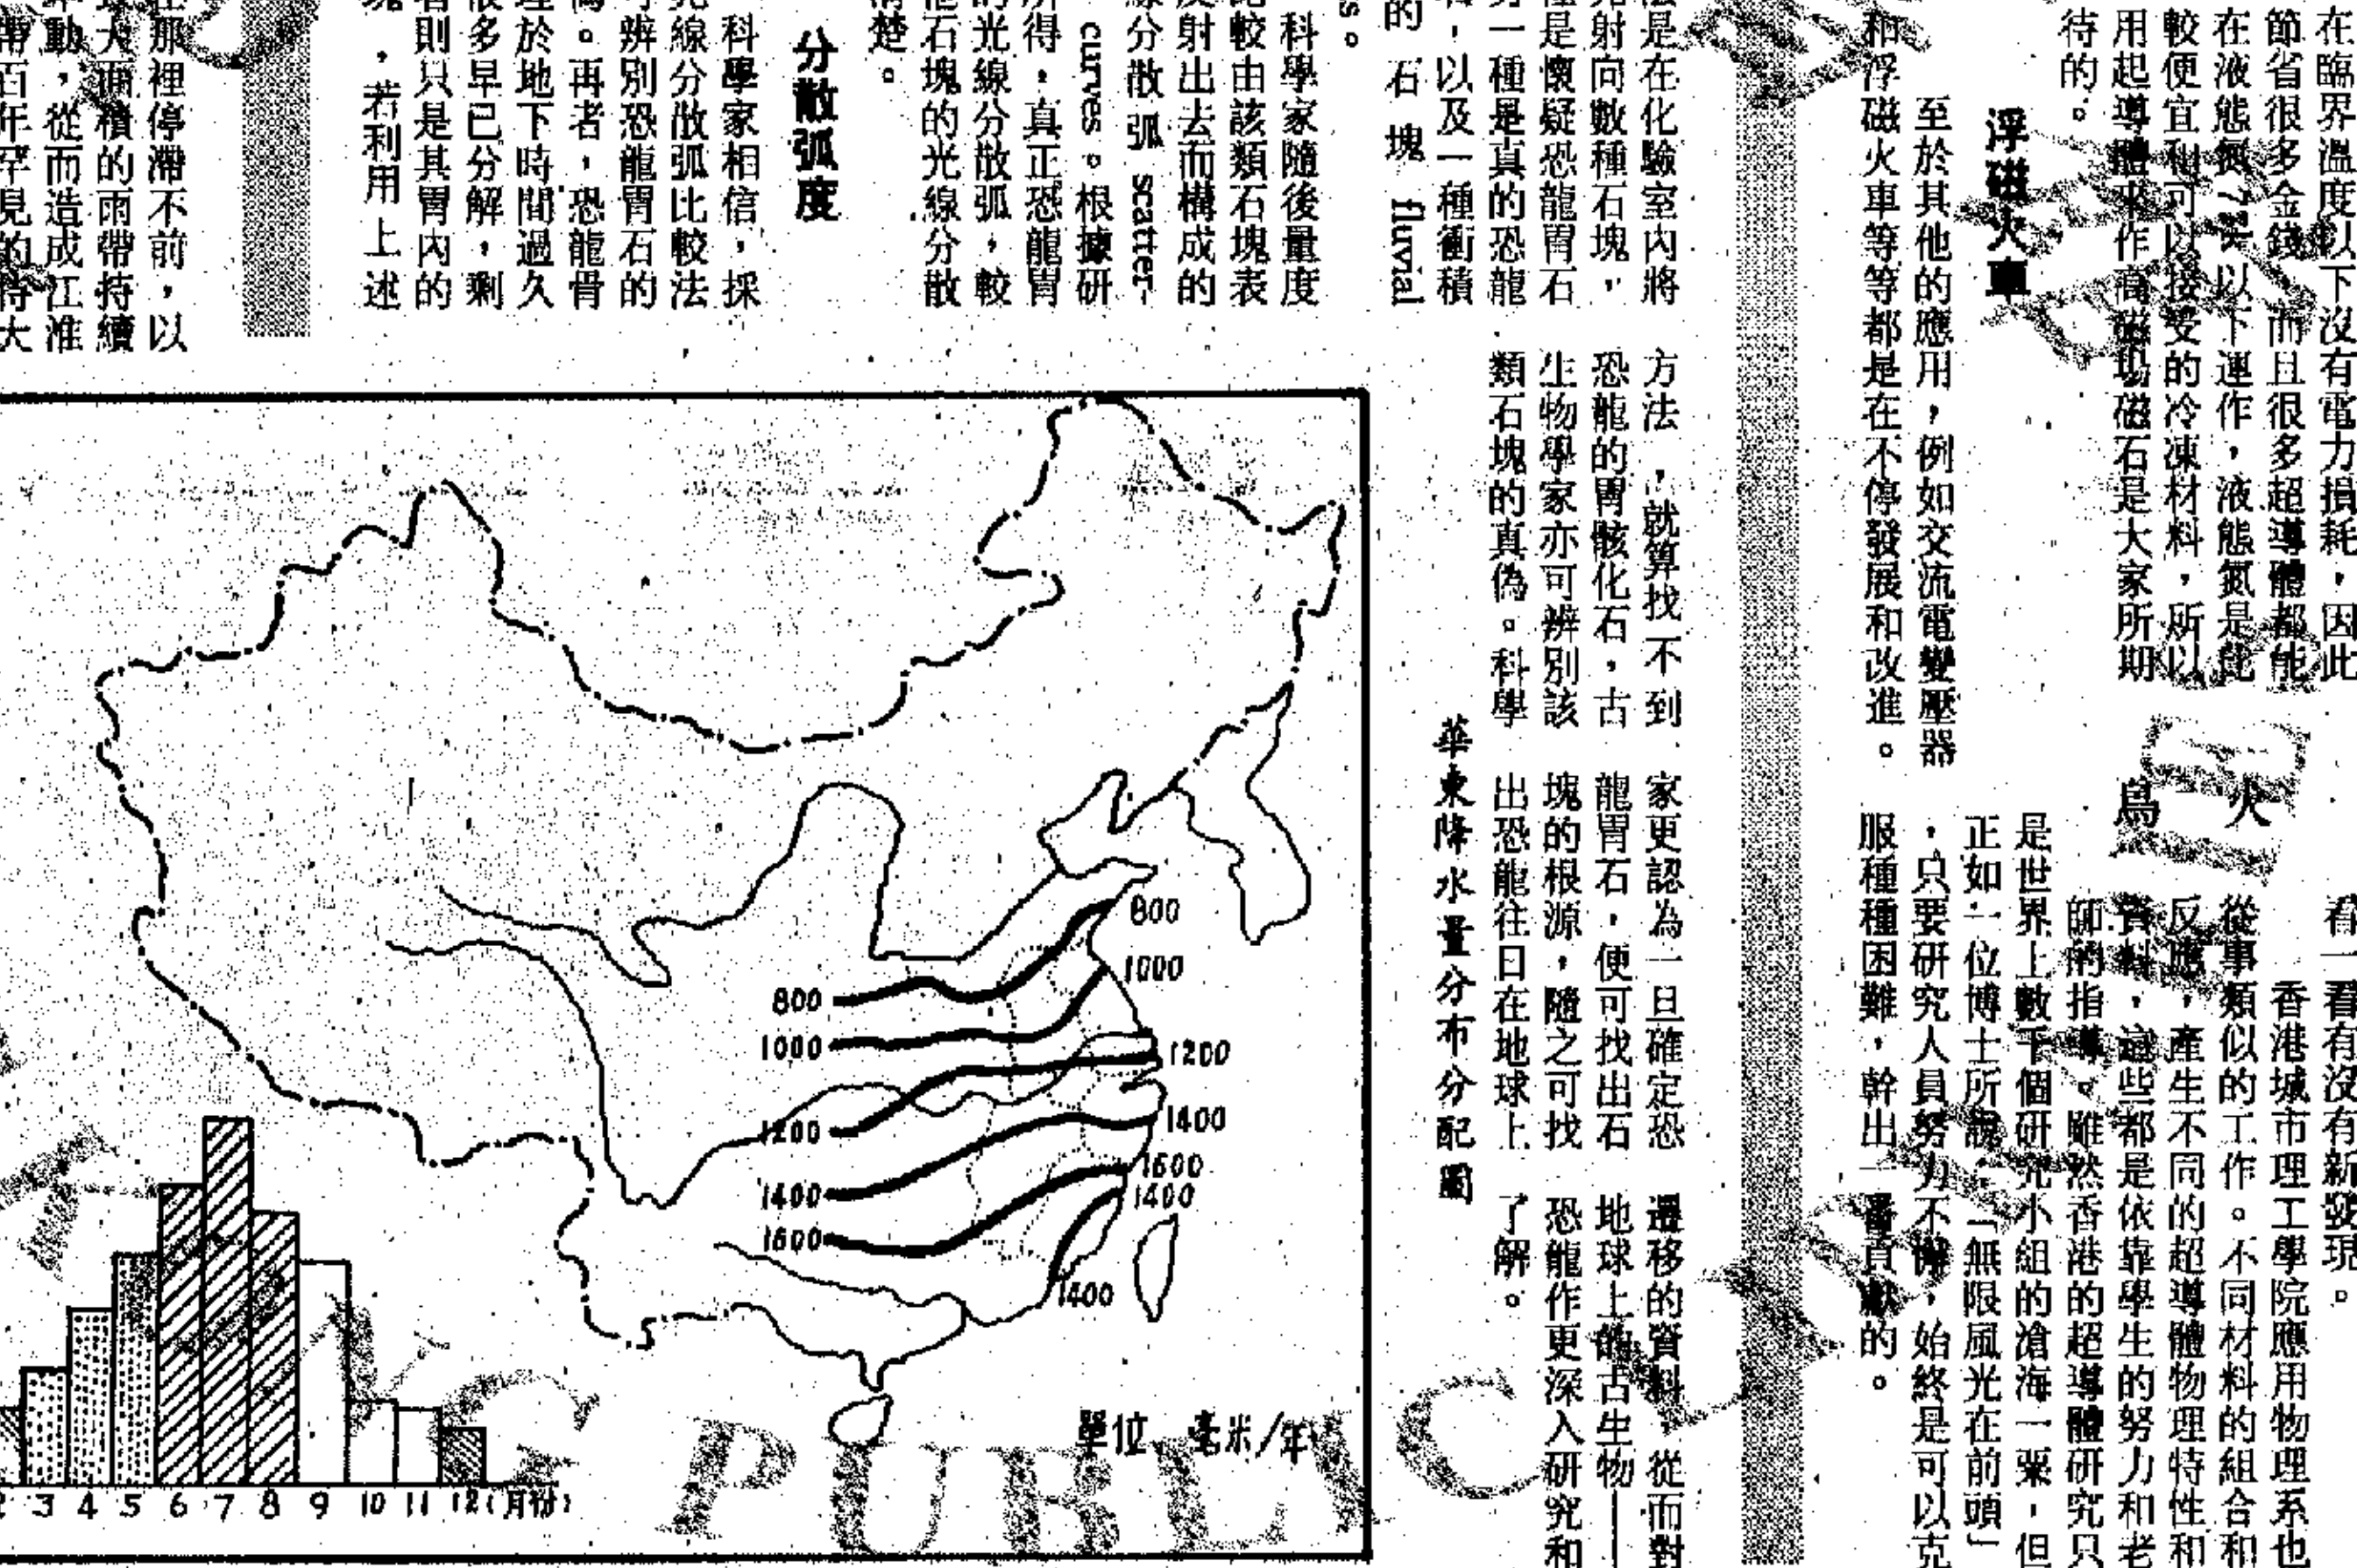 在臨界溫度以下沒有電力損耗，因此
節省很多金錢，而且很多超導體都能
在液態氮77K以下運作，液態氮是比
較便宜和可以接受的冷凍材料，所以
用起導體來作高磁場磁石是大家所期
待的。
浮磁火車
至於其他的應用，例如交流電變壓器
和浮磁火車等等都是在不停發展和改進。
火鳥
看一看有沒有新發現。
香港城市理工學院應用物理系也
從事類似的工作。不同材料的組合和
反應，產生不同的超導體物理特性和
資料，這些都是依靠學生的努力和老
師的指導。雖然香港的超導體研究只
是世界上數千個研究小組的滄海一粟，但
正如一位博士所說：「無限風光在前頭」
，只要研究人員努力不懈，始終是可以克
服種種困難，幹出一番貢獻的。
法是在化驗室內將
射向數種石塊，
是懷疑恐龍胃石
一種是真的恐龍
，以及一種衝積
的石塊 fluvial
s。
科學家隨後量度
比較由該類石塊表
反射出去而構成的
線分散弧 scatter-
curves。根據研
所得，真正恐龍胃
的光線分散弧，較
他石塊的光線分散
清楚。
分散弧度
科學家相信，採
光線分散弧比較法
可辨別恐龍胃石的
偽。再者，恐龍骨
埋於地下時間過久
很多早已分解，剩
者則只是其胃內的
塊，若利用上述
方法，就算找不到
恐龍的胃骸化石，古
生物學家亦可辨別該
類石塊的真偽。科學
家更認為一旦確定恐
龍胃石，便可找出石
塊的根源，隨之可找
出恐龍往日在地球上
遷移的資料，從而對
地球上的古生物——
恐龍作更深入研究和
了解。
在那裡停滯不前，以
大面積的雨帶持續
動，從而造成江淮
帶百年罕見的特大
華東降水量分布分配圖
800
1000
1200
1400
1600
1400
1400
800
1000
1200
1400
1600
單位 毫米/年
3 4 5 6 7 8 9 10 11 12(月份)
PUBLIC